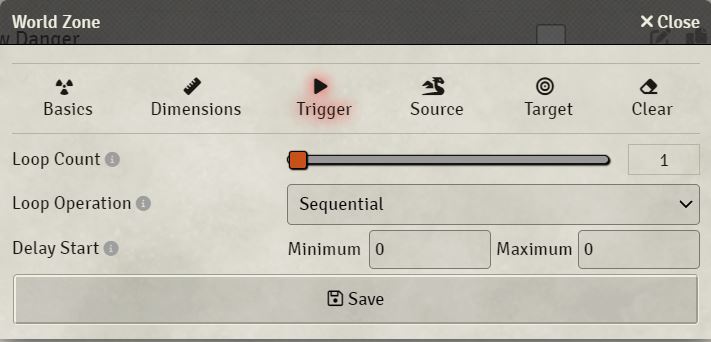 World Zone
Close
w Danger
Basics Dimensions Trigger Source Target Clear
Loop Count 1
Loop Operation Sequential
Delay Start Minimum 0 Maximum 0
Save